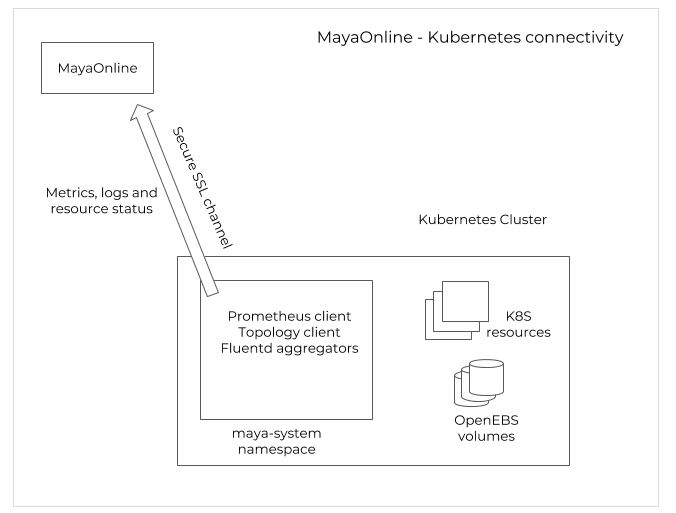 MayaOnline - Kubernetes connectivity
MayaOnline
Secure SSL channel
Metrics, logs and
resource status
Kubernetes Cluster
Prometheus client
Topology client
Fluentd aggregators
K8S
resources
OpenEBS
volumes
maya-system
namespace